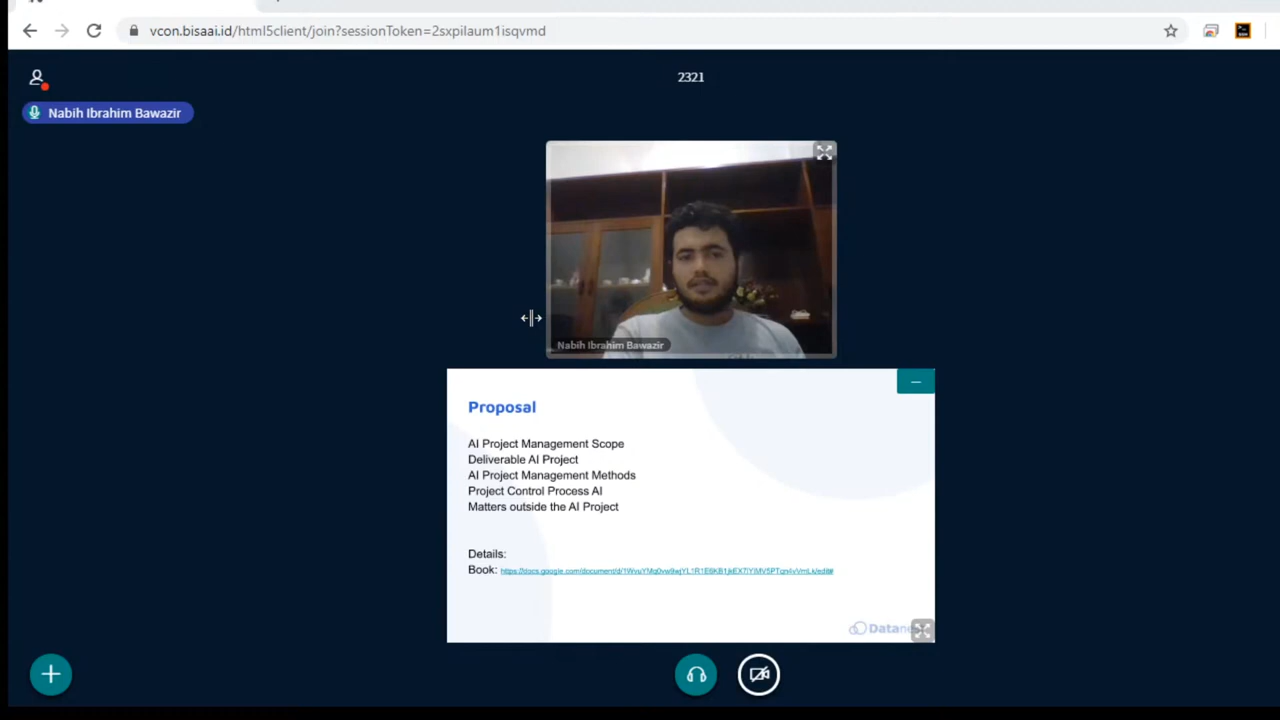 vcon.bisaai.id/html5client/join?sessionToken=2sxpilaum1isqvmd
2321
Nabih Ibrahim Bawazir
Nabih Ibrahim Bawazir
Proposal
AI Project Management Scope
Deliverable AI Project
AI Project Management Methods
Project Control Process AI
Matters outside the AI Project
Details:
Book: